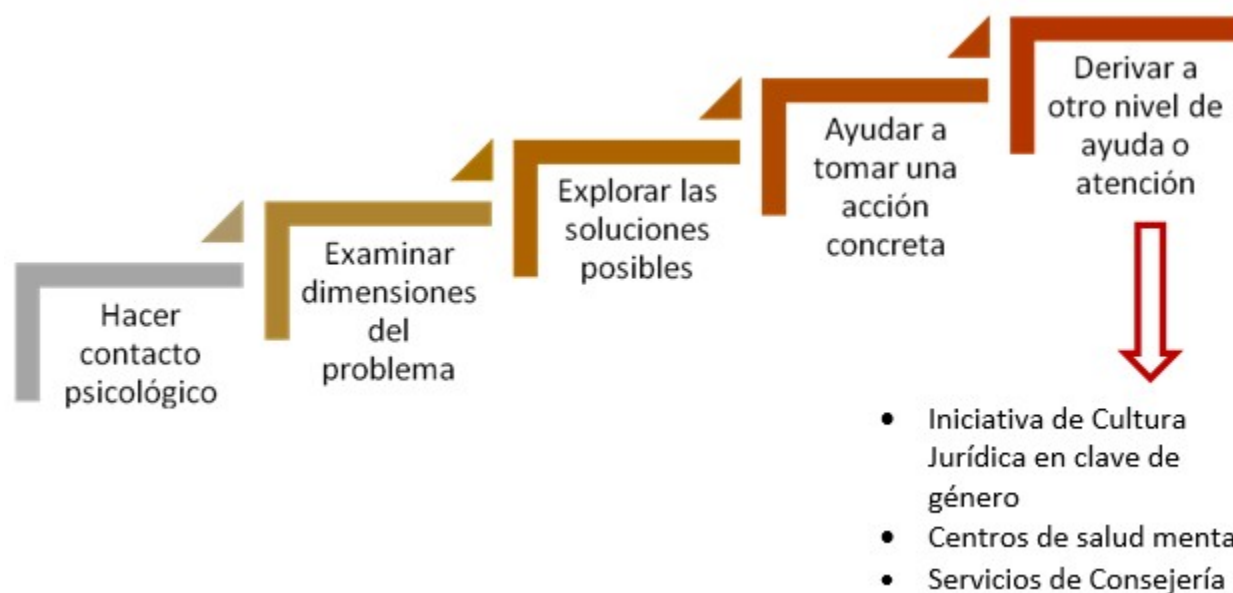 Hacer
contacto
psicológico
Examinar
dimensiones
del
problema
Explorar las
soluciones
posibles
Ayudar a
tomar una
acción
concreta
Derivar a
otro nivel de
ayuda o
atención
• Iniciativa de Cultura
Jurídica en clave de
género
• Centros de salud menta
• Servicios de Consejería